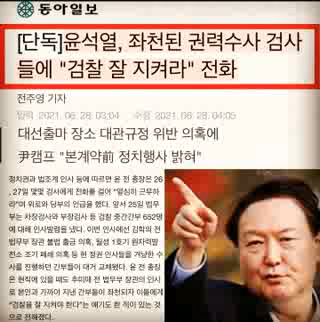 동아일보
[단독]윤석열, 좌천된 권력수사 검사
들에 "검찰 잘 지켜라" 전화
전주영 기자
입력 2021. 06. 28. 03:04 수정 2021. 06. 28. 04:05
대선출마 장소 대관규정 위반 의혹에
尹캠프 "본계약前 정치행사 밝혀"
정치권과 법조계 인사 등에 따르면 윤 전 총장은 26
, 27일 몇몇 검사에게 전화를 걸어 "열심히 근무하
라"며 위로와 당부의 말을 건넸다. 앞서 25일 법무
부는 차장검사와 부장검사 등 검찰 중간간부 652명
에 대해 인사발령을 냈다. 이번 인사에선 김학의 전
법무부 장관 불법 출금 의혹, 월성 1호기 원자력발
전소 조기 폐쇄 의혹 등 현 정권 인사들을 겨냥한 수
사를 진행하던 간부들이 대거 교체됐다. 윤 전 총장
은 현직에 있을 때도 추미애 전 법무부 장관의 인사
로 본인과 가까이 지낸 간부들이 좌천되자 이들에게
"검찰을 잘 지켜야 한다"는 얘기도 한 적이 있는 것
으로 전해졌다.